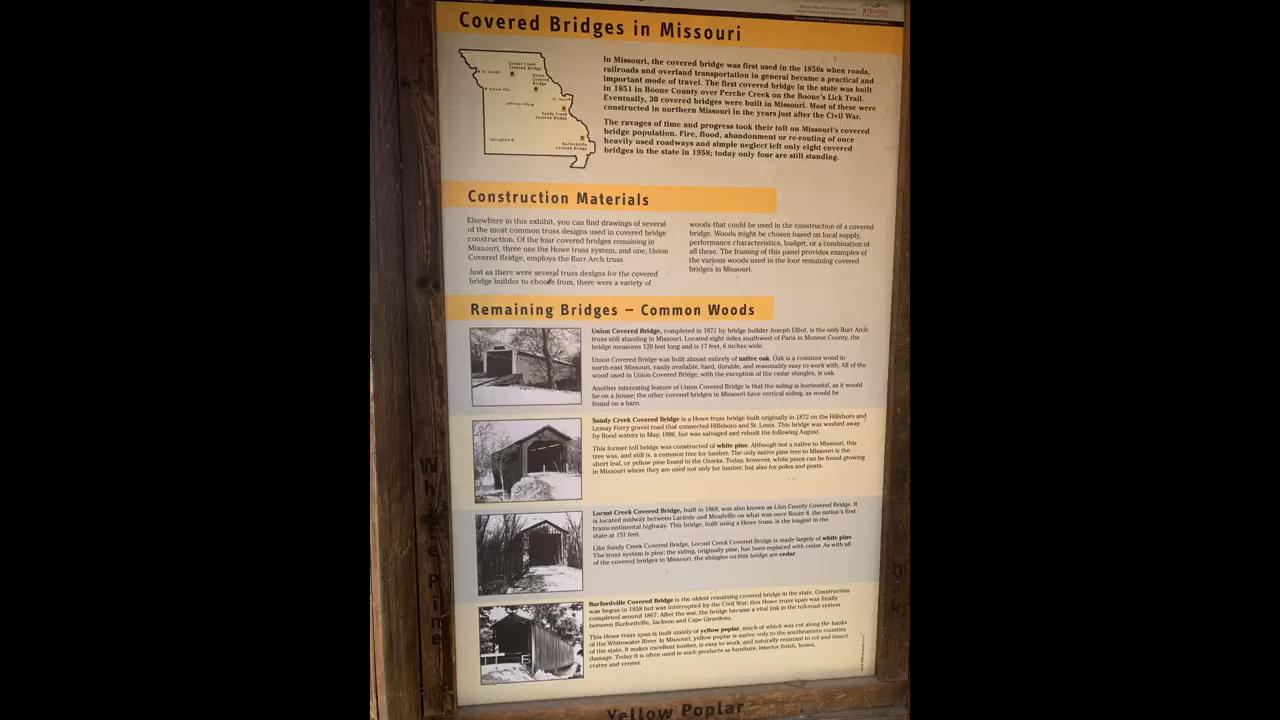 Covered Bridges in Missouri
In Missouri, the covered bridge was first used in the 1850s when roads,
railroads and overland transportation in general became a practical and
important mode of travel. The first covered bridge in the state was built
in 1851 in Boone County over Perche Creek on the Boone's Lick Trail.
Eventually, 30 covered bridges were built in Missouri. Most of these were
constructed in northern Missouri in the years just after the Civil War.
The ravages of time and progress took their toll on Missouri's covered
bridge population. Fire, flood, abandonment or re-routing of once
heavily used roadways and simple neglect left only eight covered
bridges in the state in 1958; today only four are still standing.
Locust Creek
Covered Bridge
St. Joseph
Union
Covered
Bridge
Kansas City
St. Louis
Jefferson City
Sandy Creek
Covered Bridge
Springfield
Burfordville
Covered Bridge
Construction Materials
Elsewhere in this exhibit, you can find drawings of several
of the most common truss designs used in covered bridge
construction. Of the four covered bridges remaining in
Missouri, three use the Howe truss system, and one, Union
Covered Bridge, employs the Burr Arch truss.
Just as there were several truss designs for the covered
bridge builder to choose from, there were a variety of
woods that could be used in the construction of a covered
bridge. Woods might be chosen based on local supply,
performance characteristics, budget, or a combination of
all these. The framing of this panel provides examples of
the various woods used in the four remaining covered
bridges in Missouri.
Remaining Bridges – Common Woods
Union Covered Bridge, completed in 1871 by bridge builder Joseph Elliot, is the only Burr Arch
truss still standing in Missouri. Located eight miles southwest of Paris in Monroe County, the
bridge measures 120 feet long and is 17 feet, 6 inches wide.
Union Covered Bridge was built almost entirely of native oak. Oak is a common wood in
north-east Missouri, easily available, hard, durable, and reasonably easy to work with. All of the
wood used in Union Covered Bridge, with the exception of the cedar shingles, is oak.
Another interesting feature of Union Covered Bridge is that the siding is horizontal, as it would
be on a house; the other covered bridges in Missouri have vertical siding, as would be
found on a barn.
Sandy Creek Covered Bridge is a Howe truss bridge built originally in 1872 on the Hillsboro and
Lemay Ferry gravel road that connected Hillsboro and St. Louis. This bridge was washed away
by flood waters in May, 1886, but was salvaged and rebuilt the following August.
This former toll bridge was constructed of white pine. Although not a native to Missouri, this
tree was, and still is, a common tree for lumber. The only native pine tree to Missouri is the
short leaf, or yellow pine found in the Ozarks. Today, however, white pines can be found growing
in Missouri where they are used not only for lumber, but also for poles and posts.
Locust Creek Covered Bridge, built in 1868, was also known as Linn County Covered Bridge. It
is located midway between Laclede and Meadville on what was once Route 8, the nation's first
transcontinental highway. This bridge, built using a Howe truss, is the longest in the
state at 151 feet.
Like Sandy Creek Covered Bridge, Locust Creek Covered Bridge is made largely of white pine.
The truss system is pine; the siding, originally pine, has been replaced with cedar. As with all
of the covered bridges in Missouri, the shingles on this bridge are cedar.
Burfordville Covered Bridge is the oldest remaining covered bridge in the state. Construction
was begun in 1858 but was interrupted by the Civil War; this Howe truss span was finally
completed around 1867. After the war, the bridge became a vital link in the toll-road system
between Burfordville, Jackson and Cape Girardeau.
This Howe truss span is built mainly of yellow poplar, much of which was cut along the banks
of the Whitewater River. In Missouri, yellow poplar is native only to the southeastern counties
of the state. It makes excellent lumber, is easy to work, and naturally resistant to rot and insect
damage. Today it is often used in such products as furniture, interior finish, boxes,
crates and veneer.
Yellow Poplar